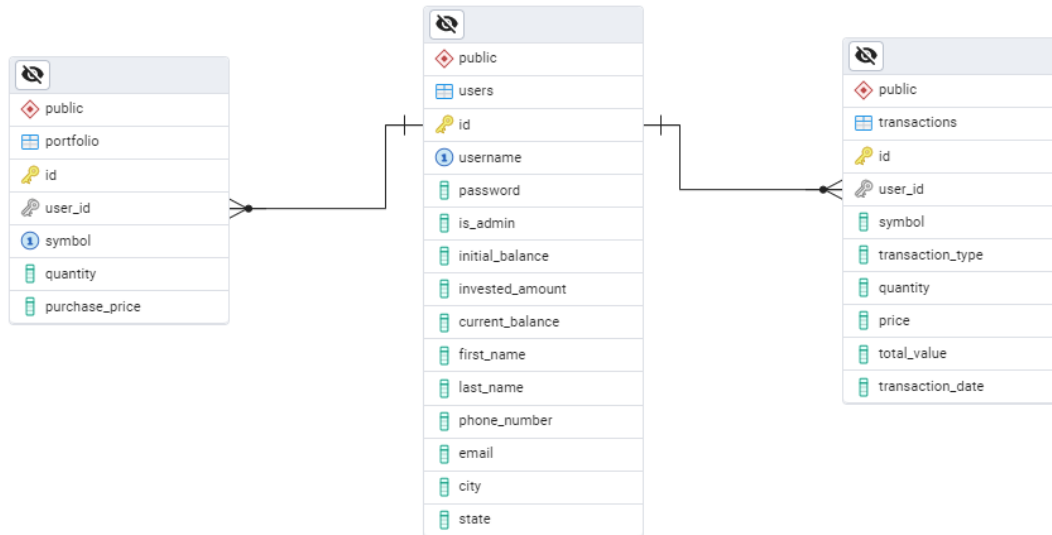 public
portfolio
id
user_id
symbol
quantity
purchase_price
public
users
id
username
password
is_admin
initial_balance
invested_amount
current_balance
first_name
last_name
phone_number
email
city
state
public
transactions
id
user_id
symbol
transaction_type
quantity
price
total_value
transaction_date